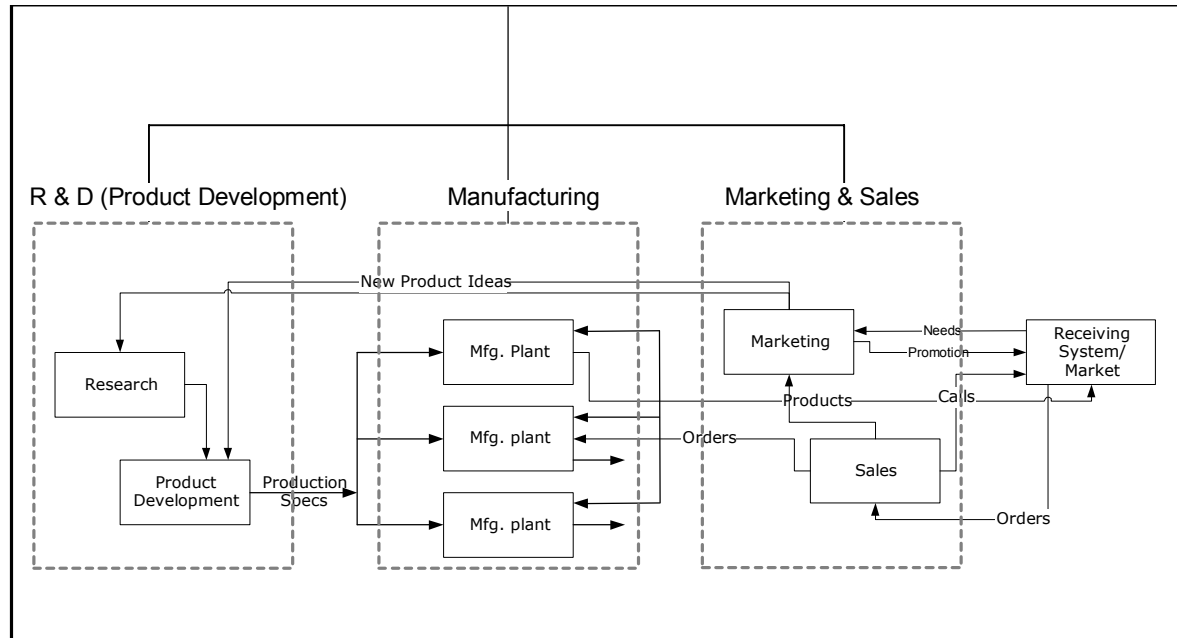 R & D (Product Development)
Manufacturing
Marketing & Sales
New Product Ideas
Mfg. Plant
Marketing
Needs
Promotion
Receiving
System/
Market
Research
Products
Calls
Mfg. plant
Orders
Sales
Product
Development
Production
Specs
Mfg. plant
Orders